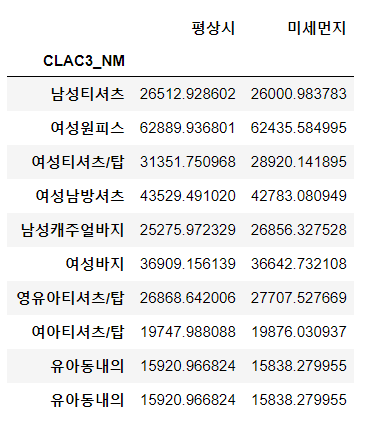 평상시 미세먼지
CLAC3_NM
남성티셔츠 26512.928602 26000.983783
여성원피스 62889.936801 62435.584995
여성티셔츠/탑 31351.750968 28920.141895
여성남방셔츠 43529.491020 42783.080949
남성캐주얼바지 25275.972329 26856.327528
여성바지 36909.156139 36642.732108
영유아티셔츠/탑 26868.642006 27707.527669
여아티셔츠/탑 19747.988088 19876.030937
유아동내의 15920.966824 15838.279955
유아동내의 15920.966824 15838.279955